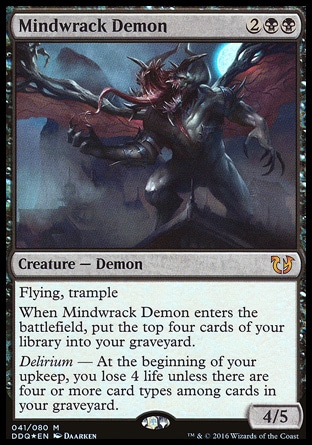 Mindwrack Demon 2
Creature — Demon
Flying, trample
When Mindwrack Demon enters the
battlefield, put the top four cards of your
library into your graveyard.
Delirium — At the beginning of your
upkeep, you lose 4 life unless there are
four or more card types among cards in
your graveyard.
4/5
041/080 M
DDQ★EN DAARKEN
™ & © 2016 Wizards of the Coast